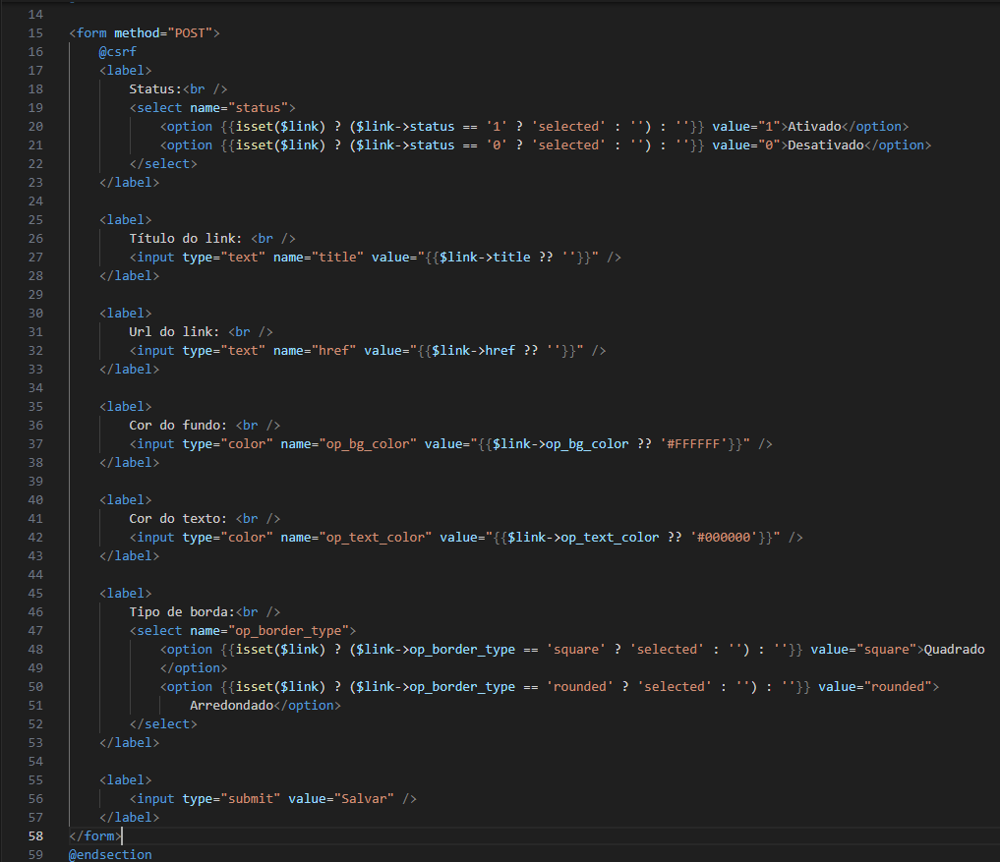 14
15 <form method="POST">
16     @csrf
17     <label>
18         Status:<br />
19         <select name="status">
20             <option {{isset($link) ? ($link->status == '1' ? 'selected' : '') : ''}} value="1">Ativado</option>
21             <option {{isset($link) ? ($link->status == '0' ? 'selected' : '') : ''}} value="0">Desativado</option>
22         </select>
23     </label>
24
25     <label>
26         Título do link: <br />
27         <input type="text" name="title" value="{{$link->title ?? ''}}" />
28     </label>
29
30     <label>
31         Url do link: <br />
32         <input type="text" name="href" value="{{$link->href ?? ''}}" />
33     </label>
34
35     <label>
36         Cor do fundo: <br />
37         <input type="color" name="op_bg_color" value="{{$link->op_bg_color ?? '#FFFFFF'}}" />
38     </label>
39
40     <label>
41         Cor do texto: <br />
42         <input type="color" name="op_text_color" value="{{$link->op_text_color ?? '#000000'}}" />
43     </label>
44
45     <label>
46         Tipo de borda:<br />
47         <select name="op_border_type">
48             <option {{isset($link) ? ($link->op_border_type == 'square' ? 'selected' : '') : ''}} value="square">Quadrado
49             </option>
50             <option {{isset($link) ? ($link->op_border_type == 'rounded' ? 'selected' : '') : ''}} value="rounded">
51                 Arredondado</option>
52         </select>
53     </label>
54
55     <label>
56         <input type="submit" value="Salvar" />
57     </label>
58 </form>
59 @endsection